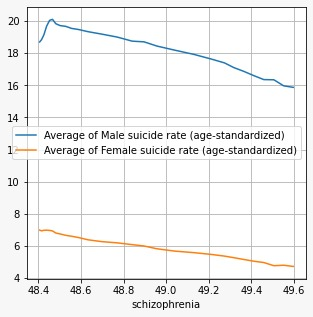 20
18
16
14
Average of Male suicide rate (age-standardized)
12
Average of Female suicide rate (age-standardized)
10
8
6
4
48.4 48.6 48.8 49.0 49.2 49.4 49.6
schizophrenia